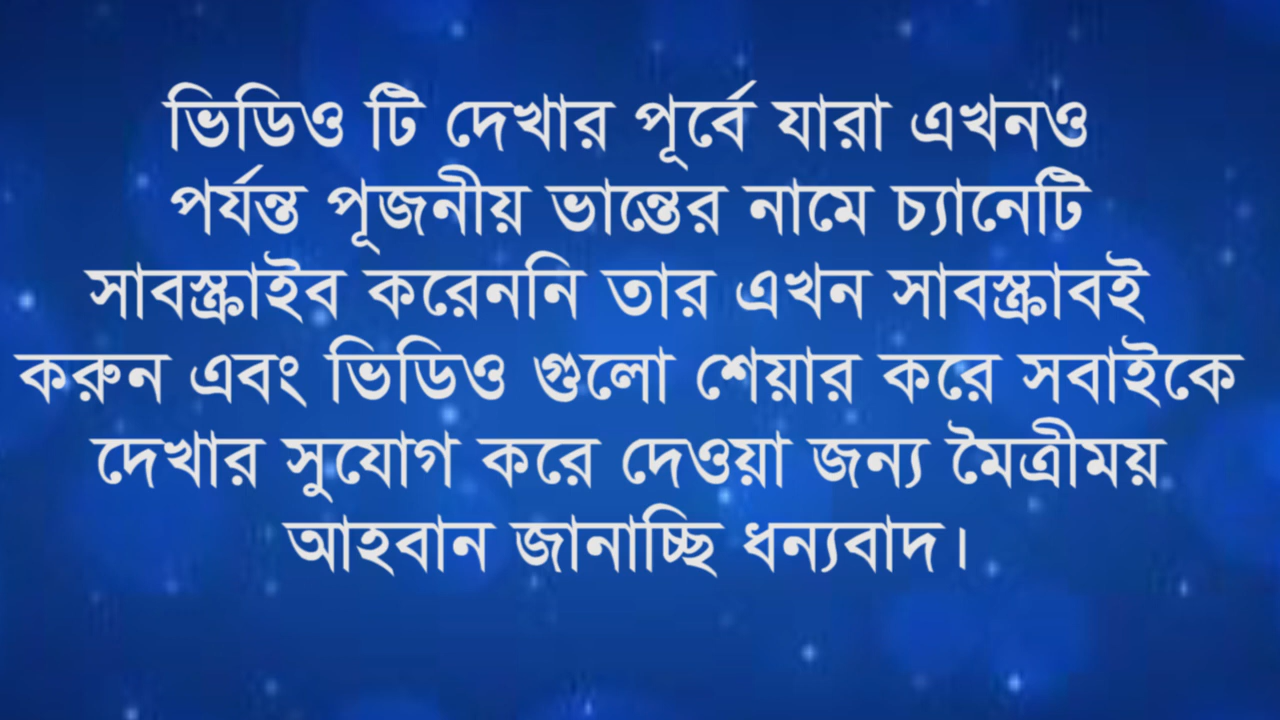 ভিডিও টি দেখার পূর্বে যারা এখনও
পর্যন্ত পূজনীয় ভান্তের নামে চ্যানেটি
সাবস্ক্রাইব করেননি তার এখন সাবস্ক্রাবই
করুন এবং ভিডিও গুলো শেয়ার করে সবাইকে
দেখার সুযোগ করে দেওয়া জন্য মৈত্রীময়
আহবান জানাচ্ছি ধন্যবাদ।